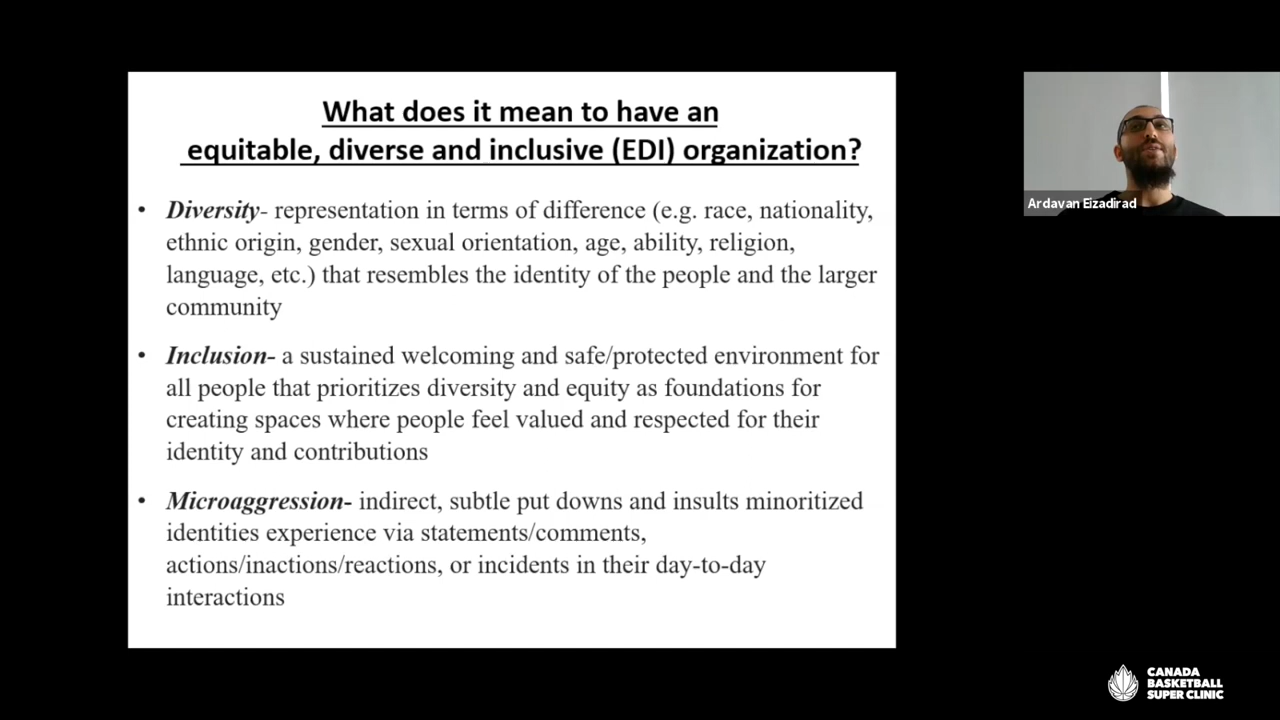 What does it mean to have an
equitable, diverse and inclusive (EDI) organization?
• Diversity- representation in terms of difference (e.g. race, nationality,
ethnic origin, gender, sexual orientation, age, ability, religion,
language, etc.) that resembles the identity of the people and the larger
community
• Inclusion- a sustained welcoming and safe/protected environment for
all people that prioritizes diversity and equity as foundations for
creating spaces where people feel valued and respected for their
identity and contributions
• Microaggression- indirect, subtle put downs and insults minoritized
identities experience via statements/comments,
actions/inactions/reactions, or incidents in their day-to-day
interactions
Ardavan Eizadirad
CANADA
BASKETBALL
SUPER CLINIC